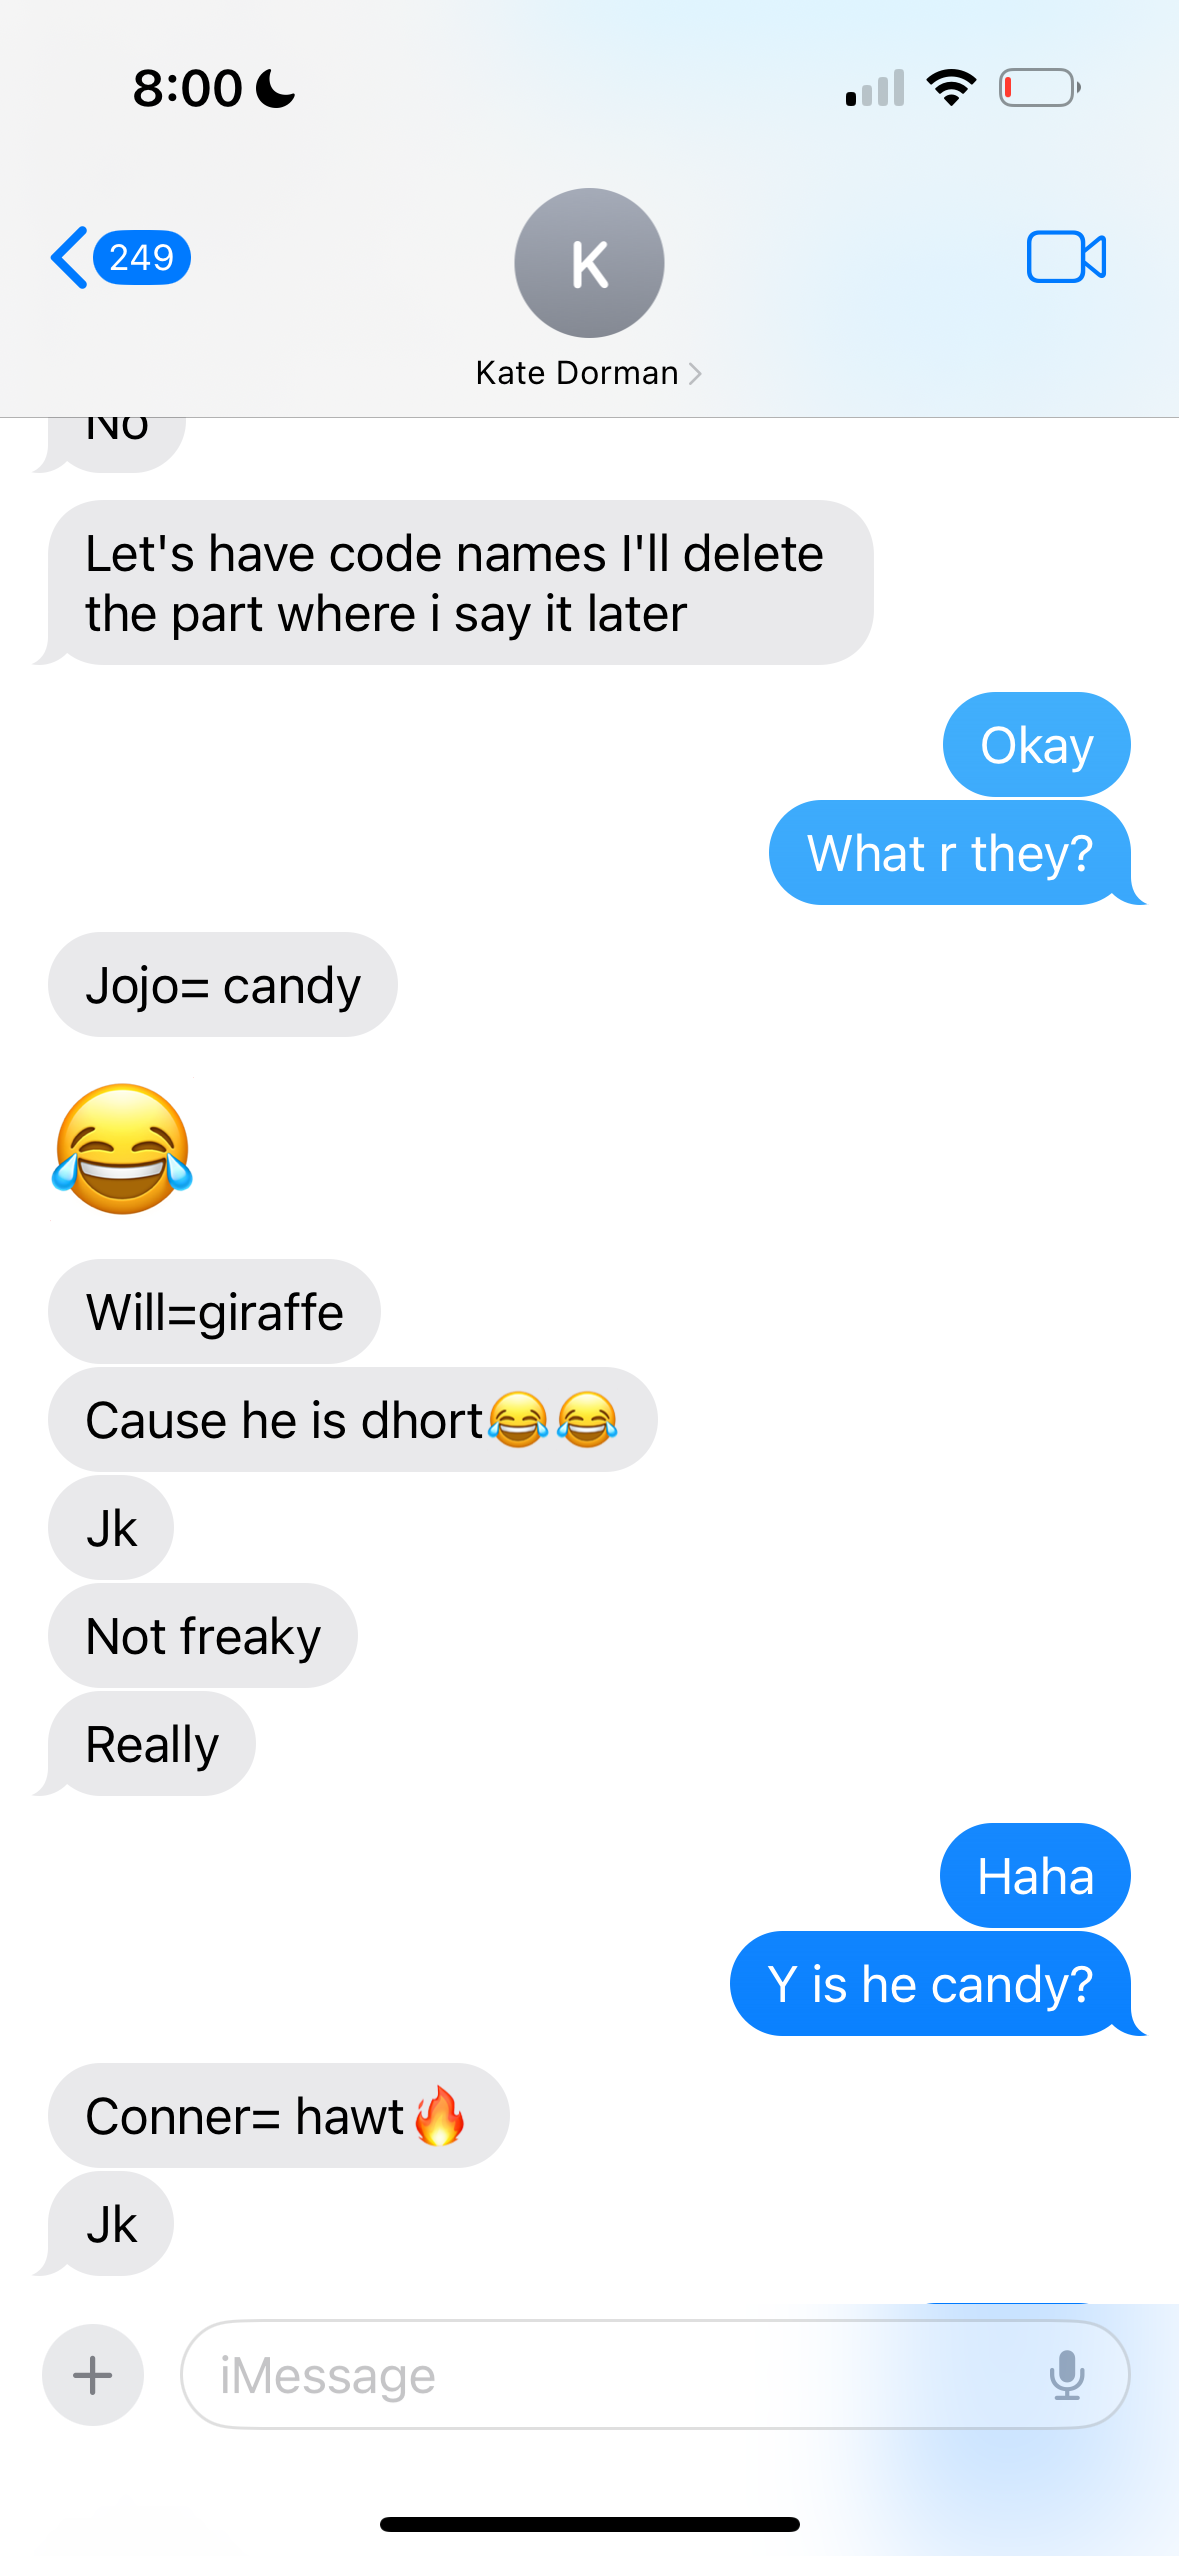 8:00
249
K
Kate Dorman
No
Let's have code names I'll delete
the part where i say it later
Okay
What r they?
Jojo= candy
😂
Will=giraffe
Cause he is dhort😂😂
Jk
Not freaky
Really
Haha
Y is he candy?
Conner= hawt🔥
Jk
iMessage